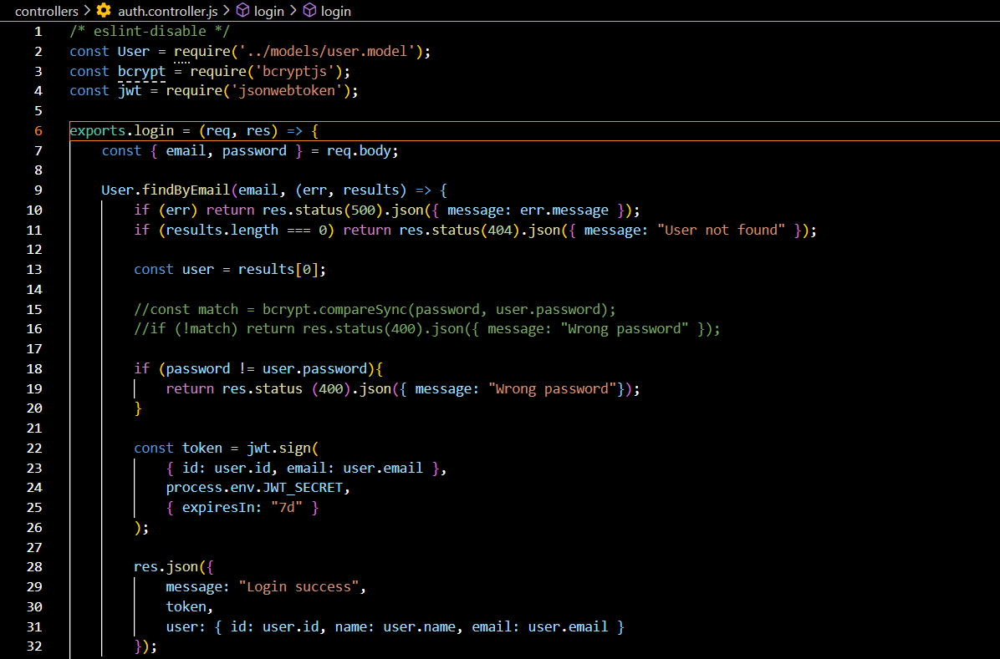 controllers > auth.controller.js > login > login
1 /* eslint-disable */
2 const User = require('../models/user.model');
3 const bcrypt = require('bcryptjs');
4 const jwt = require('jsonwebtoken');
5
6 exports.login = (req, res) => {
7     const { email, password } = req.body;
8
9     User.findByEmail(email, (err, results) => {
10         if (err) return res.status(500).json({ message: err.message });
11         if (results.length === 0) return res.status(404).json({ message: "User not found" });
12
13         const user = results[0];
14
15         //const match = bcrypt.compareSync(password, user.password);
16         //if (!match) return res.status(400).json({ message: "Wrong password" });
17
18         if (password != user.password){
19             return res.status (400).json({ message: "Wrong password"});
20         }
21
22         const token = jwt.sign(
23             { id: user.id, email: user.email },
24             process.env.JWT_SECRET,
25             { expiresIn: "7d" }
26         );
27
28         res.json({
29             message: "Login success",
30             token,
31             user: { id: user.id, name: user.name, email: user.email }
32         });